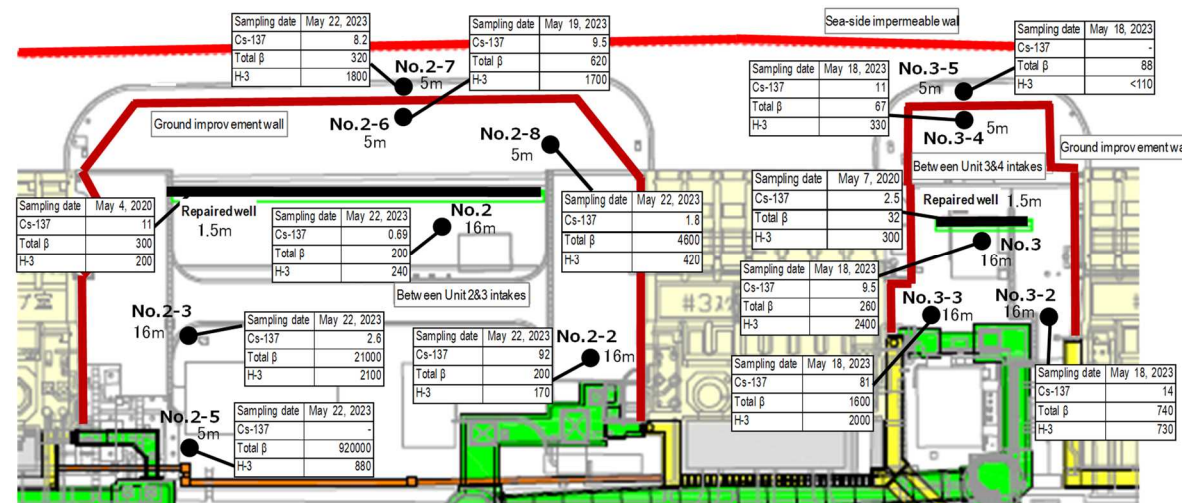 Sampling date May 22, 2023
Cs-137 8.2
Total β 320
H-3 1800
Sampling date May 19, 2023
Cs-137 9.5
Total β 620
H-3 1700
Sea-side impermeable wal
Sampling date May 18, 2023
Cs-137 -
Total β 88
H-3 <110
No.2-7
5m
No.2-6
5m
Ground improvement wall
No.2-8
5m
Sampling date May 18, 2023
Cs-137 11
Total β 67
H-3 330
No.3-5
5m
5m
No.3-4
Ground improvement wa
Between Unit 3&4 intakes
Sampling date May 4, 2020
Cs-137 11
Total β 300
H-3 200
Repaired well
1.5m
Sampling date May 22, 2023
Cs-137 0.69
Total β 200
H-3 240
No.2
16m
Sampling date May 22, 2023
Cs-137 1.8
Total β 4600
H-3 420
Sampling date May 7, 2020
Cs-137 2.5
Total β 32
H-3 300
Repaired well 1.5m
No.3
16m
Between Unit 2&3 intakes
Sampling date May 18, 2023
Cs-137 9.5
Total β 260
H-3 2400
No.3-3
16m
No.3-2
16m
No.2-3
16m
Sampling date May 22, 2023
Cs-137 2.6
Total β 21000
H-3 2100
Sampling date May 22, 2023
Cs-137 92
Total β 200
H-3 170
No.2-2
16m
Sampling date May 18, 2023
Cs-137 81
Total β 1600
H-3 2000
Sampling date May 18, 2023
Cs-137 14
Total β 740
H-3 730
No.2-5
5m
Sampling date May 22, 2023
Cs-137 -
Total β 920000
H-3 880